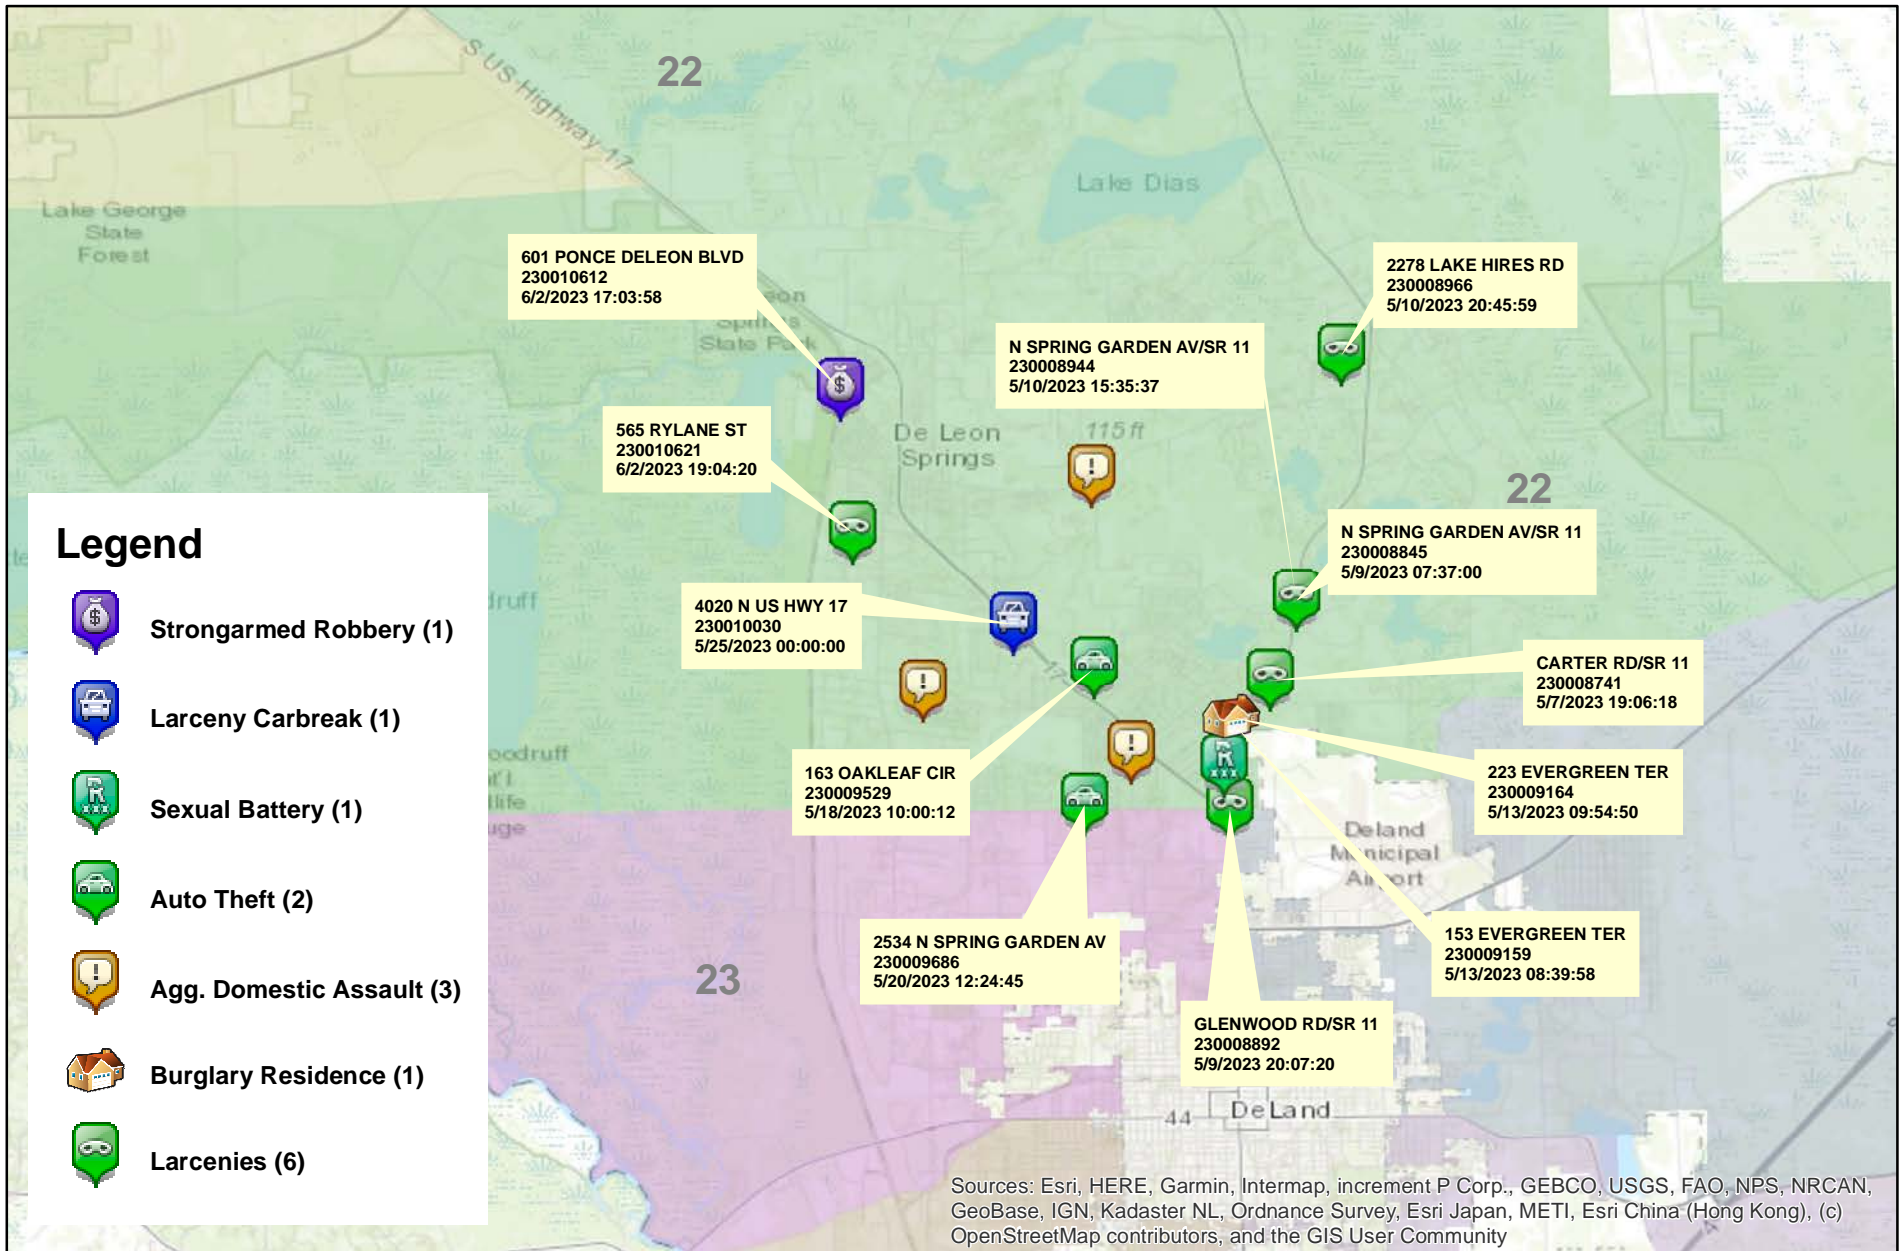 22
S US Highway 17
Lake Dias
Lake George
State
Forest
601 PONCE DELEON BLVD
230010612
6/2/2023 17:03:58
2278 LAKE HIRES RD
230008966
5/10/2023 20:45:59
Springs
State Park
N SPRING GARDEN AV/SR 11
230008944
5/10/2023 15:35:37
565 RYLANE ST
230010621
6/2/2023 19:04:20
De Leon
Springs
115 ft
22
N SPRING GARDEN AV/SR 11
230008845
5/9/2023 07:37:00
4020 N US HWY 17
230010030
5/25/2023 00:00:00
17
CARTER RD/SR 11
230008741
5/7/2023 19:06:18
163 OAKLEAF CIR
230009529
5/18/2023 10:00:12
223 EVERGREEN TER
230009164
5/13/2023 09:54:50
Deland
Municipal
Airport
2534 N SPRING GARDEN AV
230009686
5/20/2023 12:24:45
153 EVERGREEN TER
230009159
5/13/2023 08:39:58
23
GLENWOOD RD/SR 11
230008892
5/9/2023 20:07:20
44
DeLand
Legend
Strongarmed Robbery (1)
Larceny Carbreak (1)
Sexual Battery (1)
Auto Theft (2)
Agg. Domestic Assault (3)
Burglary Residence (1)
Larcenies (6)
Sources: Esri, HERE, Garmin, Intermap, increment P Corp., GEBCO, USGS, FAO, NPS, NRCAN,
GeoBase, IGN, Kadaster NL, Ordnance Survey, Esri Japan, METI, Esri China (Hong Kong), (c)
OpenStreetMap contributors, and the GIS User Community